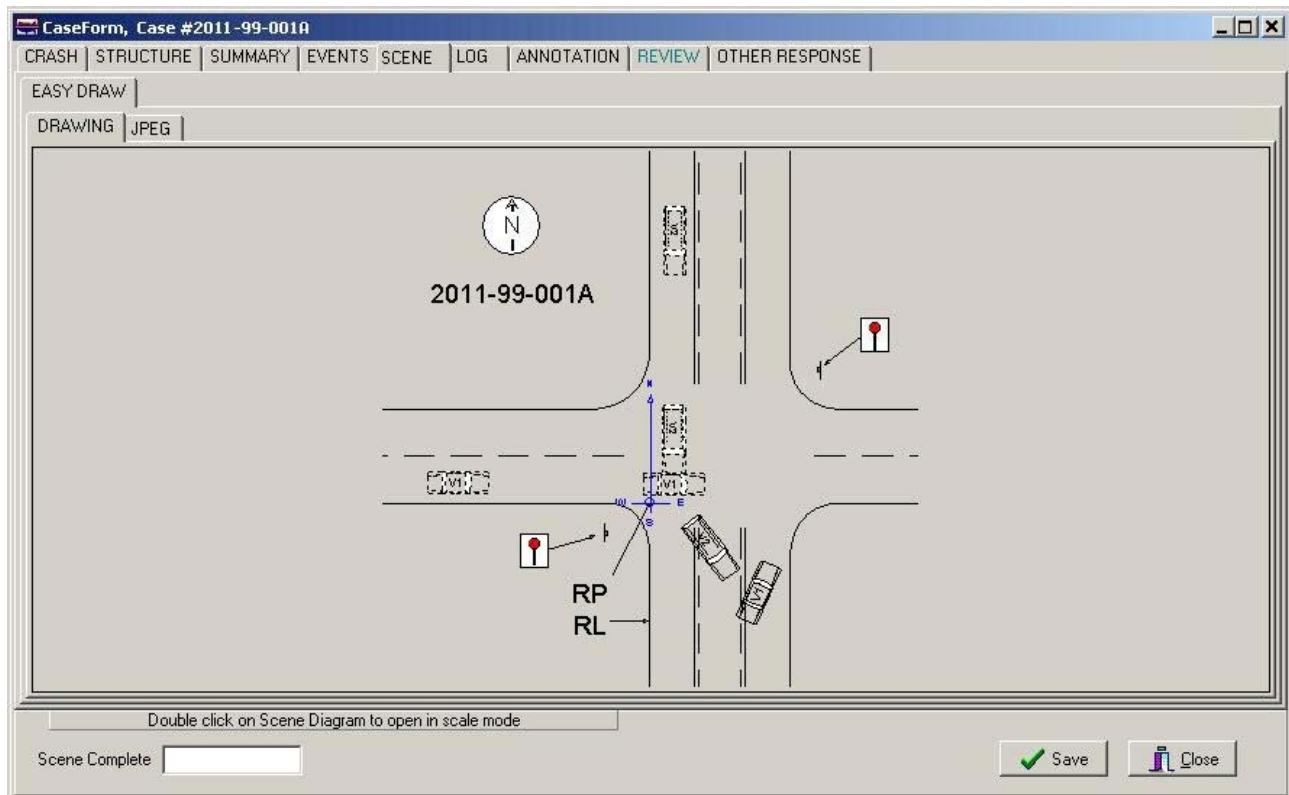 CaseForm, Case #2011-99-001A
CRASH STRUCTURE SUMMARY EVENTS SCENE LOG ANNOTATION REVIEW OTHER RESPONSE
EASY DRAW
DRAWING JPEG
N
V2
2011-99-001A
N
V2
V1
V1
W
E
S
V2
V1
RP
RL
Double click on Scene Diagram to open in scale mode
Scene Complete
Save
Close